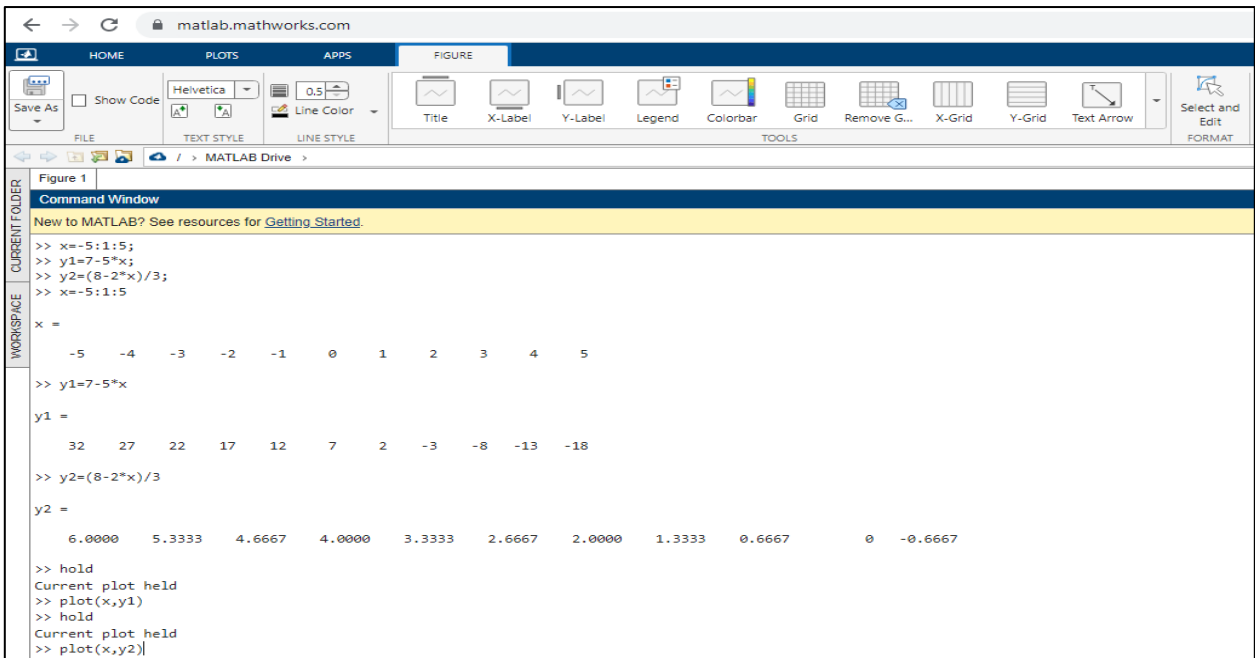 matlab.mathworks.com
HOME PLOTS APPS FIGURE
Save As Show Code Helvetica 0.5 Line Color Title X-Label Y-Label Legend Colorbar Grid Remove G... X-Grid Y-Grid Text Arrow Select and Edit
FILE TEXT STYLE LINE STYLE TOOLS FORMAT
/ > MATLAB Drive >
CURRENT FOLDER
WORKSPACE
Figure 1
Command Window
New to MATLAB? See resources for Getting Started.
>> x=-5:1:5;
>> y1=7-5*x;
>> y2=(8-2*x)/3;
>> x=-5:1:5
x =
-5 -4 -3 -2 -1 0 1 2 3 4 5
>> y1=7-5*x
y1 =
32 27 22 17 12 7 2 -3 -8 -13 -18
>> y2=(8-2*x)/3
y2 =
6.0000 5.3333 4.6667 4.0000 3.3333 2.6667 2.0000 1.3333 0.6667 0 -0.6667
>> hold
Current plot held
>> plot(x,y1)
>> hold
Current plot held
>> plot(x,y2)